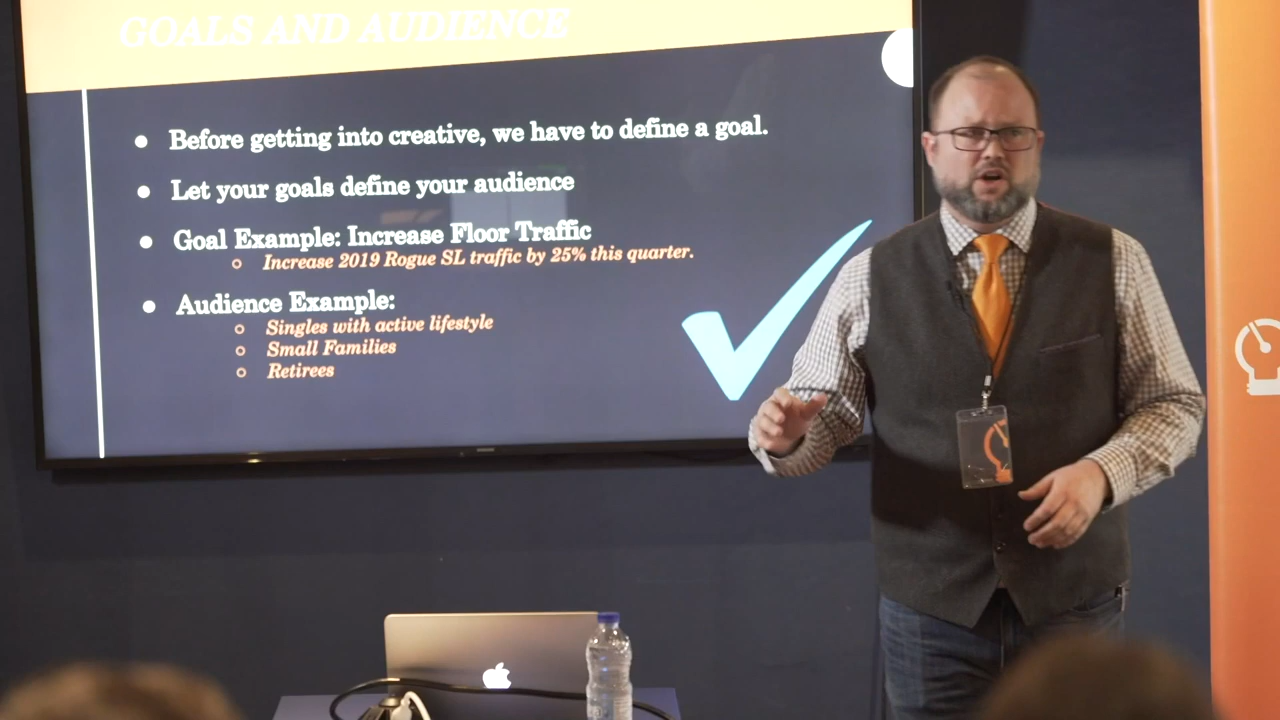 GOALS AND AUDIENCE
Before getting into creative, we have to define a goal.
Let your goals define your audience
Goal Example: Increase Floor Traffic
Increase 2019 Rogue SL traffic by 25% this quarter.
Audience Example:
Singles with active lifestyle
Small Families
Retirees